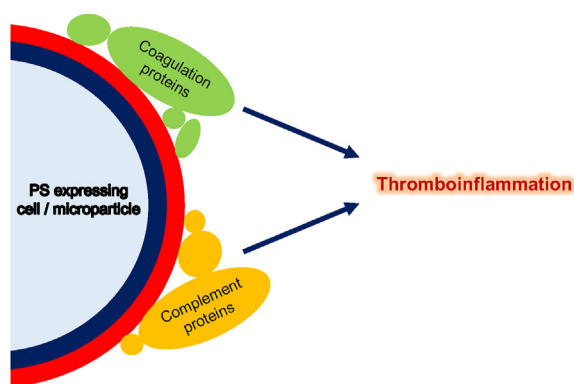 Coagulation
proteins
PS expressing
cell / microparticle
Thromboinflammation
Complement
proteins